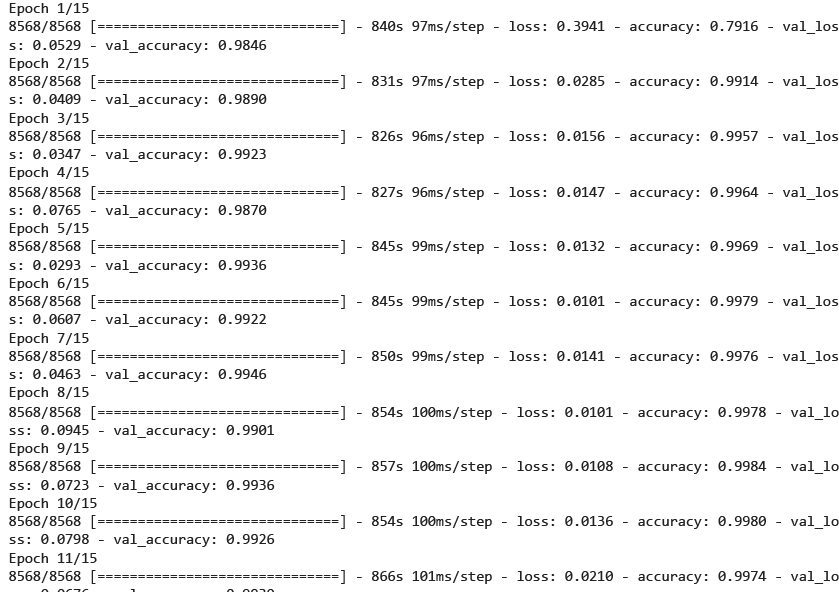 Epoch 1/15
8568/8568 [==============================] - 840s 97ms/step - loss: 0.3941 - accuracy: 0.7916 - val_los
s: 0.0529 - val_accuracy: 0.9846
Epoch 2/15
8568/8568 [==============================] - 831s 97ms/step - loss: 0.0285 - accuracy: 0.9914 - val_los
s: 0.0409 - val_accuracy: 0.9890
Epoch 3/15
8568/8568 [==============================] - 826s 96ms/step - loss: 0.0156 - accuracy: 0.9957 - val_los
s: 0.0347 - val_accuracy: 0.9923
Epoch 4/15
8568/8568 [==============================] - 827s 96ms/step - loss: 0.0147 - accuracy: 0.9964 - val_los
s: 0.0765 - val_accuracy: 0.9870
Epoch 5/15
8568/8568 [==============================] - 845s 99ms/step - loss: 0.0132 - accuracy: 0.9969 - val_los
s: 0.0293 - val_accuracy: 0.9936
Epoch 6/15
8568/8568 [==============================] - 845s 99ms/step - loss: 0.0101 - accuracy: 0.9979 - val_los
s: 0.0607 - val_accuracy: 0.9922
Epoch 7/15
8568/8568 [==============================] - 850s 99ms/step - loss: 0.0141 - accuracy: 0.9976 - val_los
s: 0.0463 - val_accuracy: 0.9946
Epoch 8/15
8568/8568 [==============================] - 854s 100ms/step - loss: 0.0101 - accuracy: 0.9978 - val_lo
ss: 0.0945 - val_accuracy: 0.9901
Epoch 9/15
8568/8568 [==============================] - 857s 100ms/step - loss: 0.0108 - accuracy: 0.9984 - val_lo
ss: 0.0723 - val_accuracy: 0.9936
Epoch 10/15
8568/8568 [==============================] - 854s 100ms/step - loss: 0.0136 - accuracy: 0.9980 - val_lo
ss: 0.0798 - val_accuracy: 0.9926
Epoch 11/15
8568/8568 [==============================] - 866s 101ms/step - loss: 0.0210 - accuracy: 0.9974 - val_lo